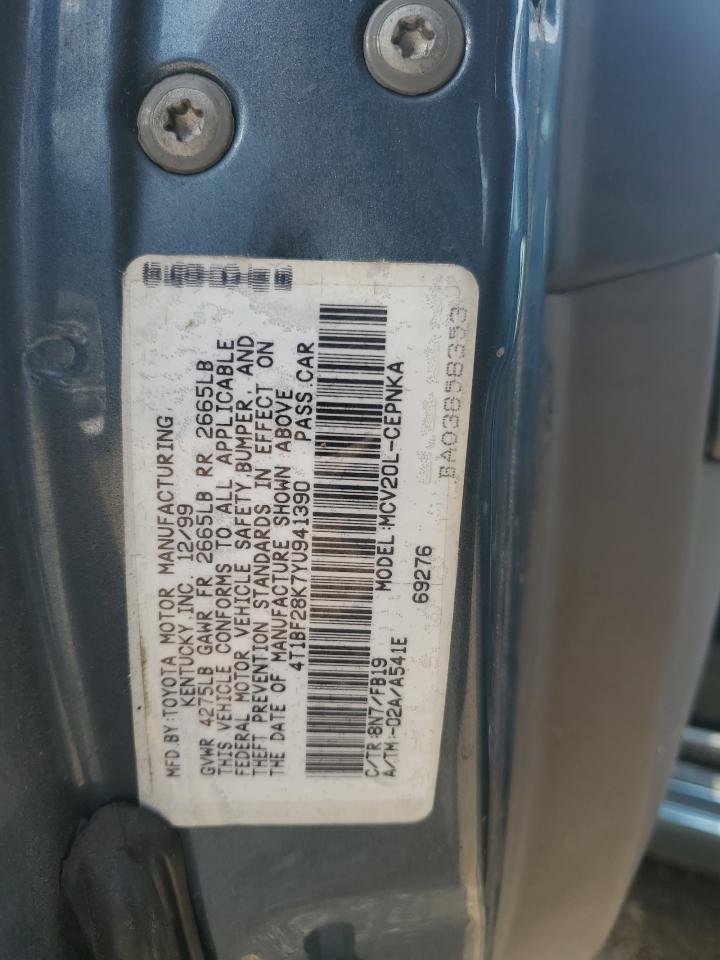 MFD.BY:TOYOTA MOTOR MANUFACTURING,
KENTUCKY,INC. 12/99
GVWR 4275LB GAWR FR 2665LB RR 2665LB
THIS VEHICLE CONFORMS TO ALL APPLICABLE
FEDERAL MOTOR VEHICLE SAFETY,BUMPER, AND
THEFT PREVENTION STANDARDS IN EFFECT ON
THE DATE OF MANUFACTURE SHOWN ABOVE
4T1BF28K7YU941390 PASS.CAR
C/TR:8N7/FB19 MODEL:MCV20L-CEPNKA
A/TM:-02A/A541E
69276
BA03858353